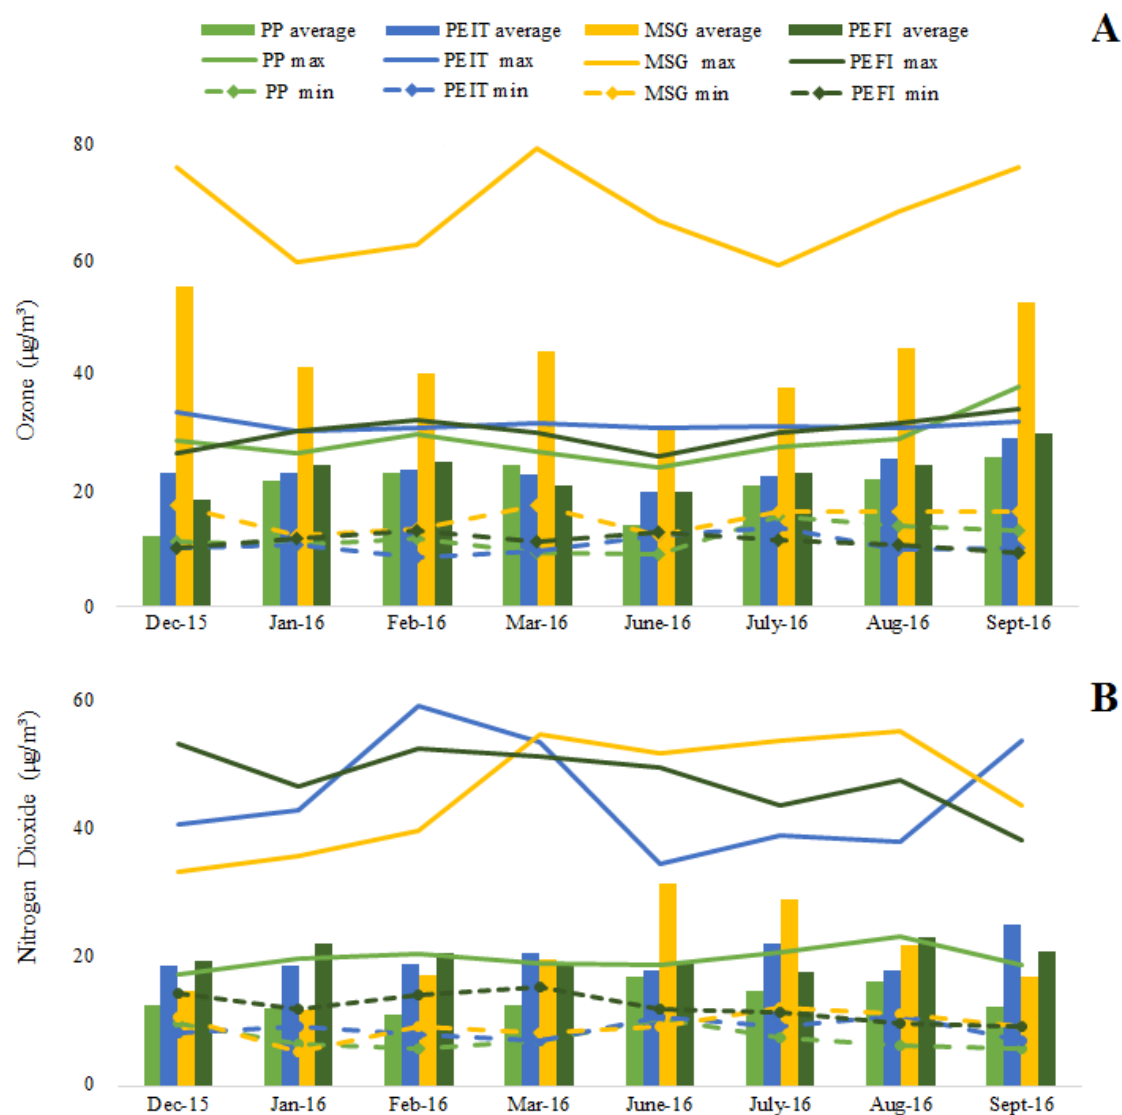 PP average PEIT average MSG average PEFI average
A
PP max PEIT max MSG max PEFI max
PP min PEIT min MSG min PEFI min
80
60
40
20
0
Ozone (µg/m³)
Dec-15 Jan-16 Feb-16 Mar-16 June-16 July-16 Aug-16 Sept-16
B
60
40
20
0
Nitrogen Dioxide (µg/m³)
Dec-15 Jan-16 Feb-16 Mar-16 June-16 July-16 Aug-16 Sept-16